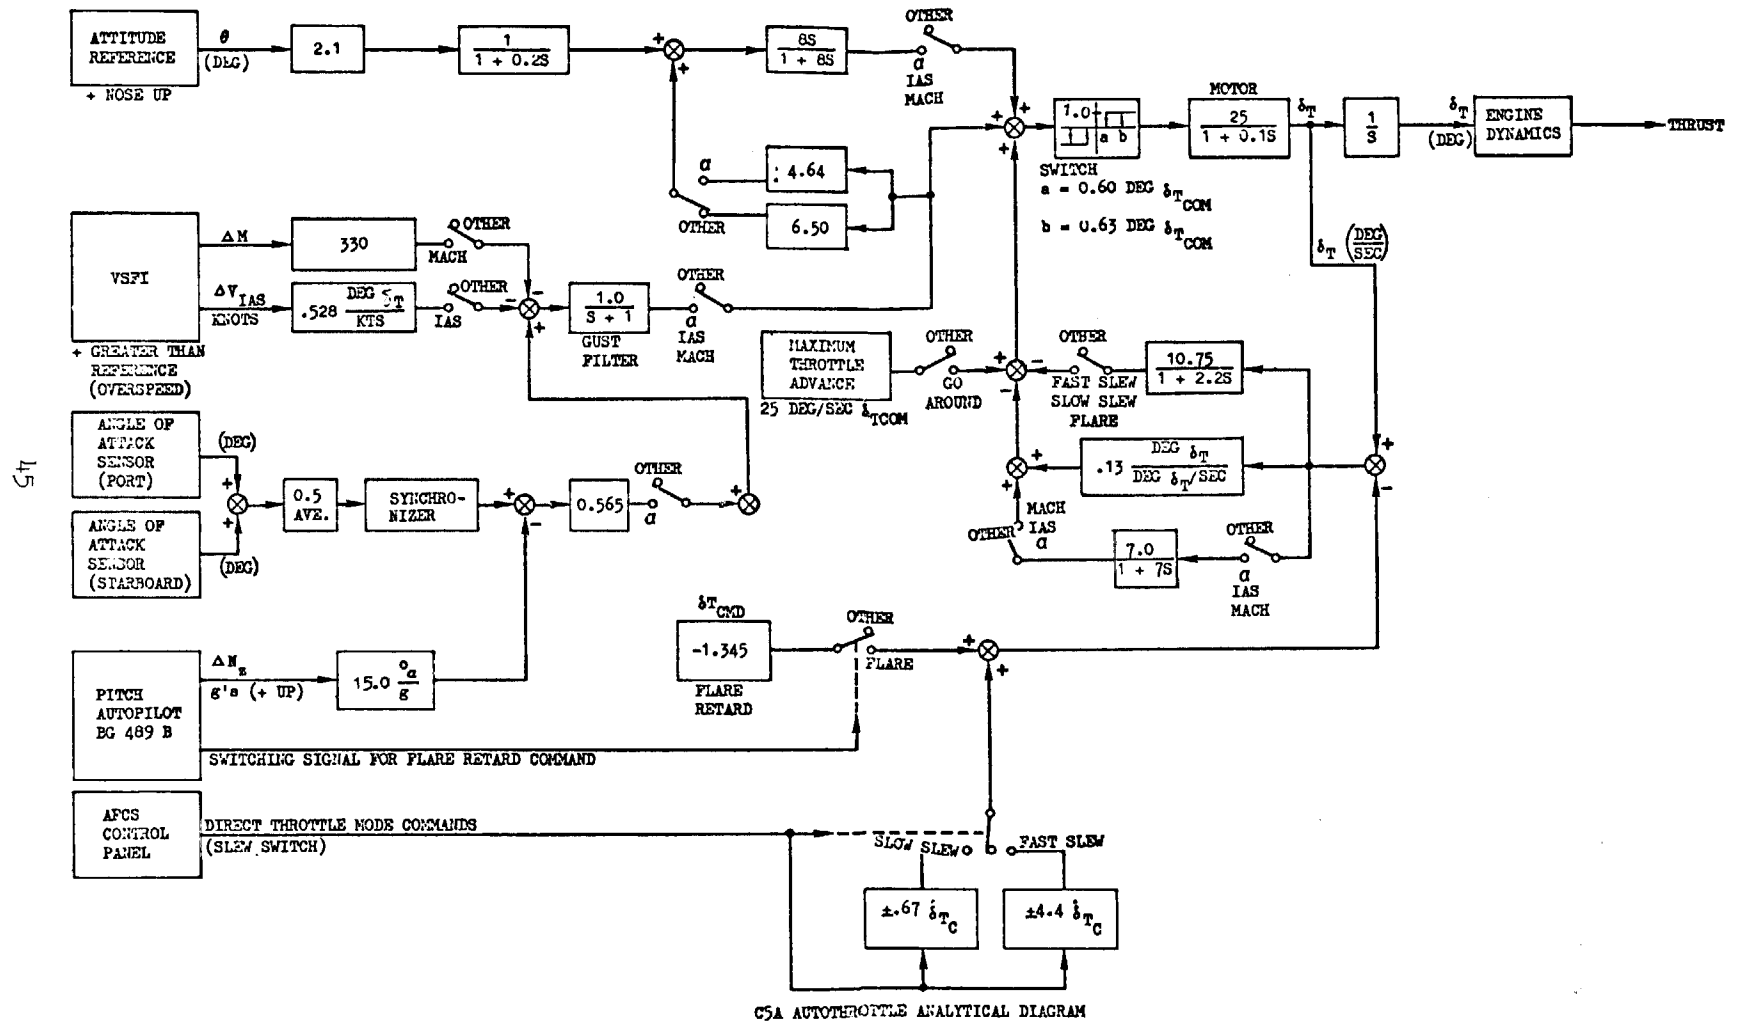 ATTITUDE
REFERENCE
+ NOSE UP
θ
(DEG)
2.1
1
1 + 0.2S
+
+
8S
1 + 8S
OTHER
α
IAS
MACH
+
+
+
1.0
a b
SWITCH
a = 0.60 DEG δTCOM
b = 0.63 DEG δTCOM
MOTOR
25
1 + 0.1S
δT
1
S
δT
(DEG)
ENGINE
DYNAMICS
THRUST
α
4.64
OTHER
6.50
VSFI
+ GREATER THAN
REFERENCE
(OVERSPEED)
ΔM
330
OTHER
MACH
ΔVIAS
KNOTS
.528 DEG δT
KTS
OTHER
IAS
-
-
+
1.0
S + 1
GUST
FILTER
OTHER
α
IAS
MACH
δT (DEG
SEC)
MAXIMUM
THROTTLE
ADVANCE
25 DEG/SEC δTCOM
OTHER
GO
AROUND
+
-
-
OTHER
FAST SLEW
SLOW SLEW
FLARE
10.75
1 + 2.2S
ANGLE OF
ATTACK
SENSOR
(PORT)
(DEG)
ANGLE OF
ATTACK
SENSOR
(STARBOARD)
(DEG)
+
+
0.5
AVE.
SYNCHRO-
NIZER
+
-
0.565
OTHER
α
+
+
+
.13 DEG δT
DEG δT/SEC
+
-
MACH
IAS
α
OTHER
7.0
1 + 7S
OTHER
α
IAS
MACH
45
PITCH
AUTOPILOT
BG 489 B
ΔNz
g's (+ UP)
15.0 °α
g
δTCMD
-1.345
FLARE
RETARD
OTHER
FLARE
+
+
SWITCHING SIGNAL FOR FLARE RETARD COMMAND
AFCS
CONTROL
PANEL
DIRECT THROTTLE MODE COMMANDS
(SLEW SWITCH)
SLOW SLEW
FAST SLEW
±.67 δ̇TC
±4.4 δ̇TC
C5A AUTOTHROTTLE ANALYTICAL DIAGRAM